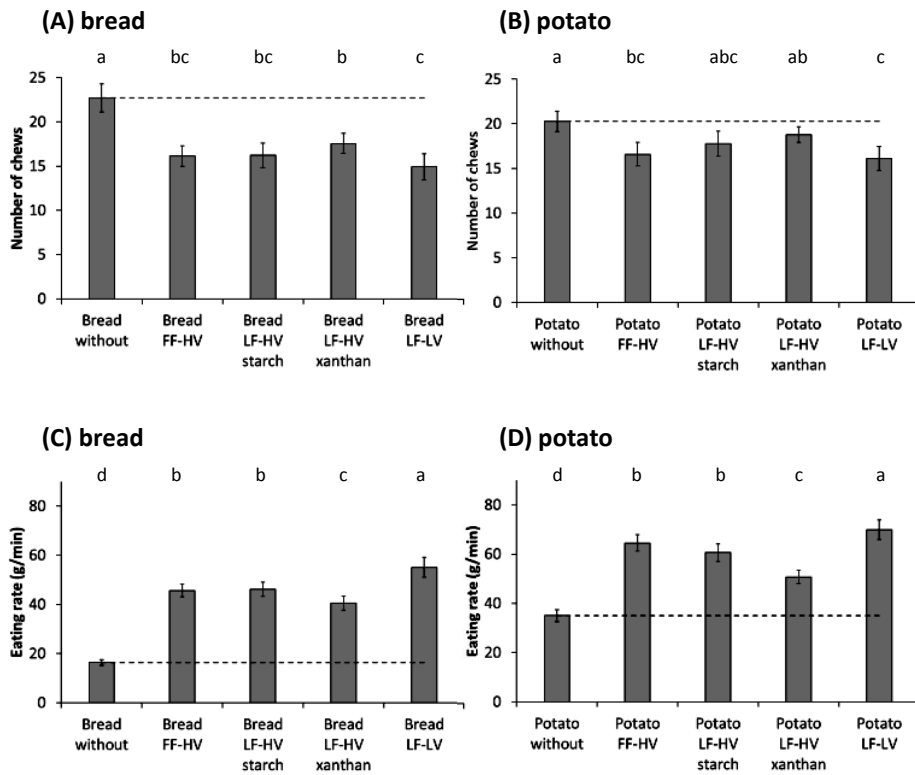 (A) bread
a bc bc b c
25
20
15
10
5
0
Number of chews
Bread without
Bread FF-HV
Bread LF-HV starch
Bread LF-HV xanthan
Bread LF-LV
(B) potato
a bc abc ab c
25
20
15
10
5
0
Number of chews
Potato without
Potato FF-HV
Potato LF-HV starch
Potato LF-HV xanthan
Potato LF-LV
(C) bread
d b b c a
80
60
40
20
0
Eating rate (g/min)
Bread without
Bread FF-HV
Bread LF-HV starch
Bread LF-HV xanthan
Bread LF-LV
(D) potato
d b b c a
80
60
40
20
0
Eating rate (g/min)
Potato without
Potato FF-HV
Potato LF-HV starch
Potato LF-HV xanthan
Potato LF-LV